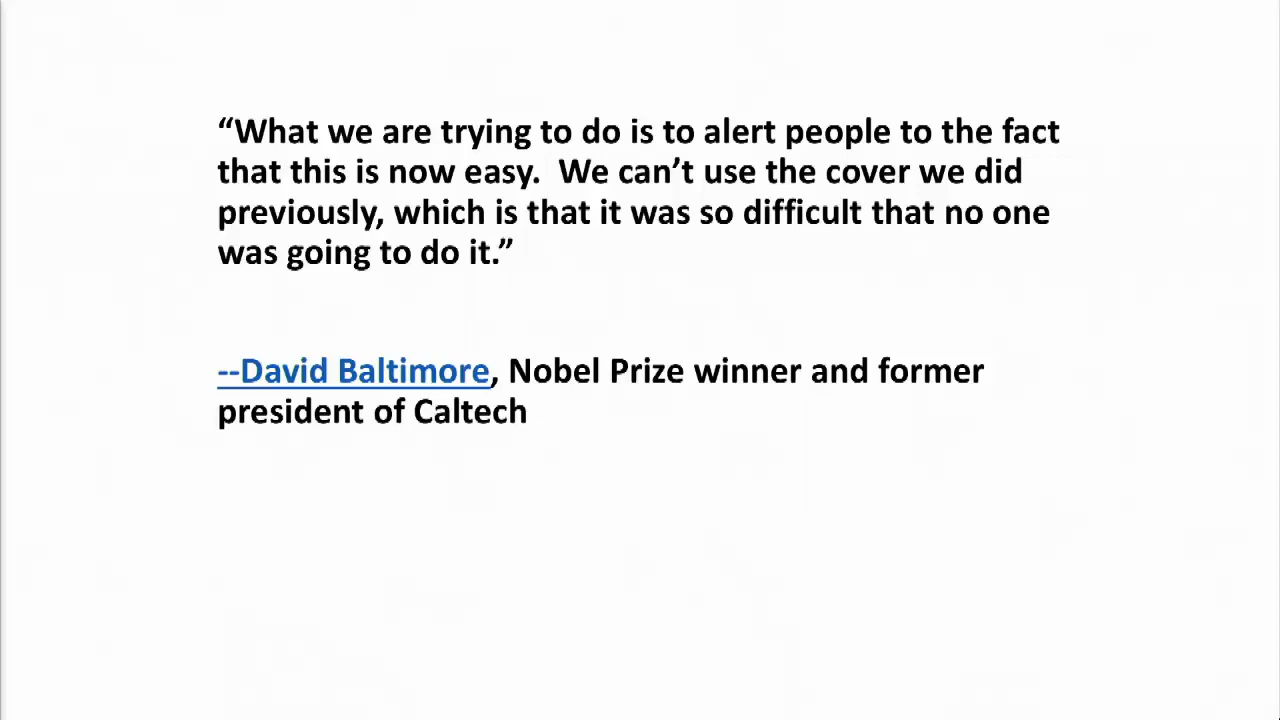 “What we are trying to do is to alert people to the fact
that this is now easy.  We can’t use the cover we did
previously, which is that it was so difficult that no one
was going to do it.”
--David Baltimore, Nobel Prize winner and former
president of Caltech